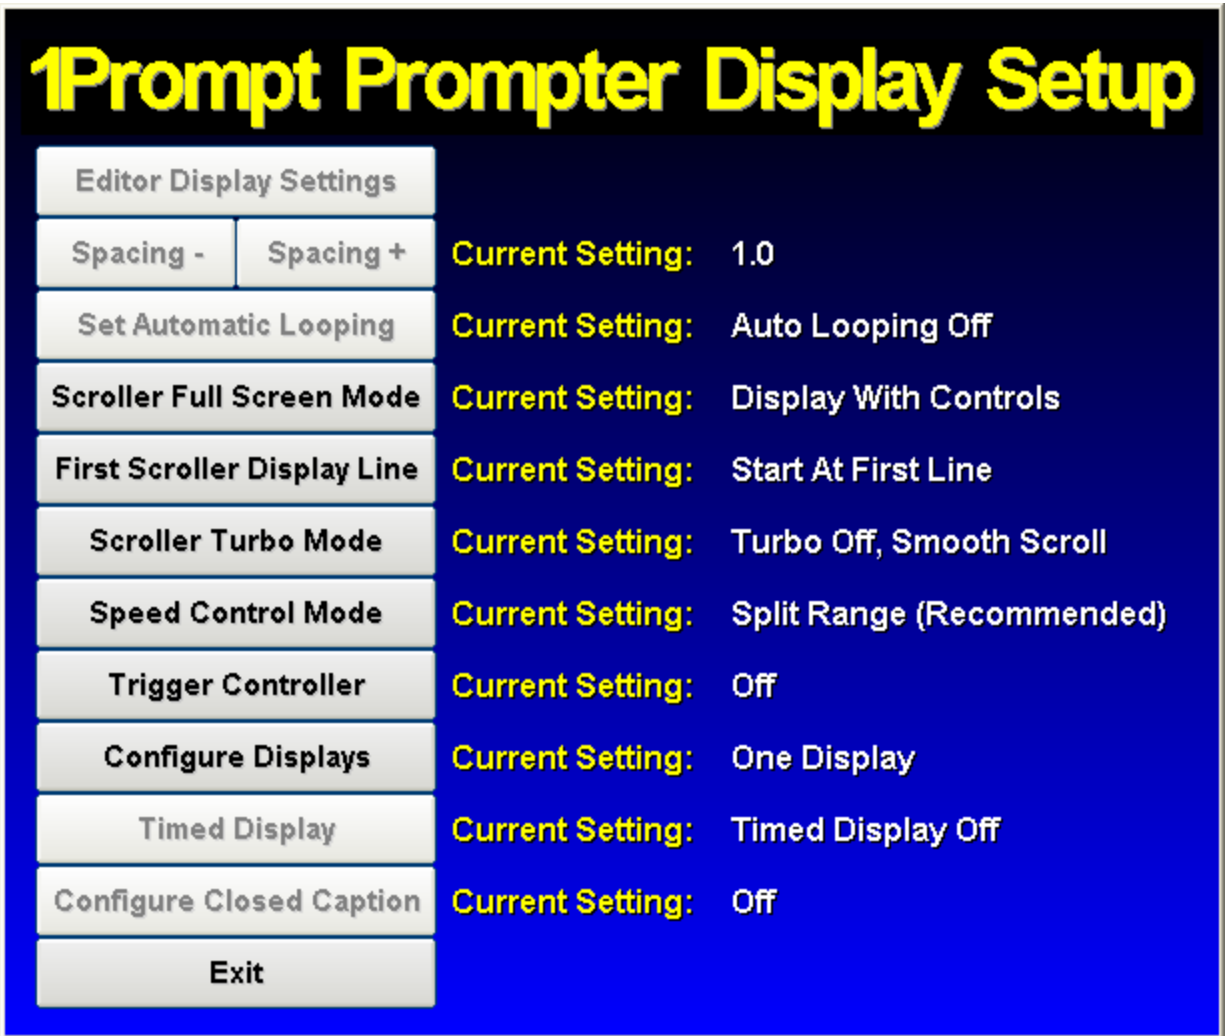 1Prompt Prompter Display Setup
Editor Display Settings
Spacing - Spacing + Current Setting: 1.0
Set Automatic Looping Current Setting: Auto Looping Off
Scroller Full Screen Mode Current Setting: Display With Controls
First Scroller Display Line Current Setting: Start At First Line
Scroller Turbo Mode Current Setting: Turbo Off, Smooth Scroll
Speed Control Mode Current Setting: Split Range (Recommended)
Trigger Controller Current Setting: Off
Configure Displays Current Setting: One Display
Timed Display Current Setting: Timed Display Off
Configure Closed Caption Current Setting: Off
Exit